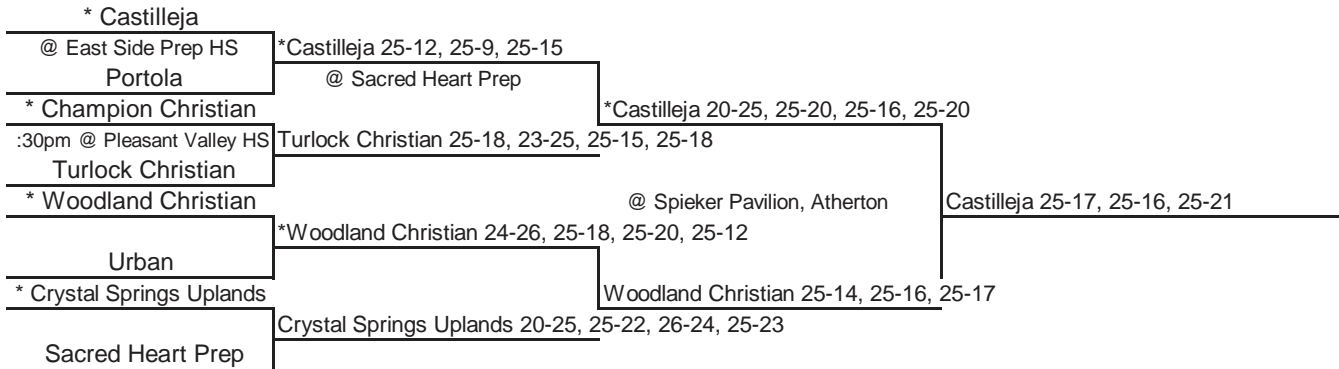 * Castilleja
@ East Side Prep HS
*Castilleja 25-12, 25-9, 25-15
Portola
@ Sacred Heart Prep
* Champion Christian
*Castilleja 20-25, 25-20, 25-16, 25-20
:30pm @ Pleasant Valley HS
Turlock Christian 25-18, 23-25, 25-15, 25-18
Turlock Christian
* Woodland Christian
@ Spieker Pavilion, Atherton
Castilleja 25-17, 25-16, 25-21
*Woodland Christian 24-26, 25-18, 25-20, 25-12
Urban
* Crystal Springs Uplands
Woodland Christian 25-14, 25-16, 25-17
Crystal Springs Uplands 20-25, 25-22, 26-24, 25-23
Sacred Heart Prep